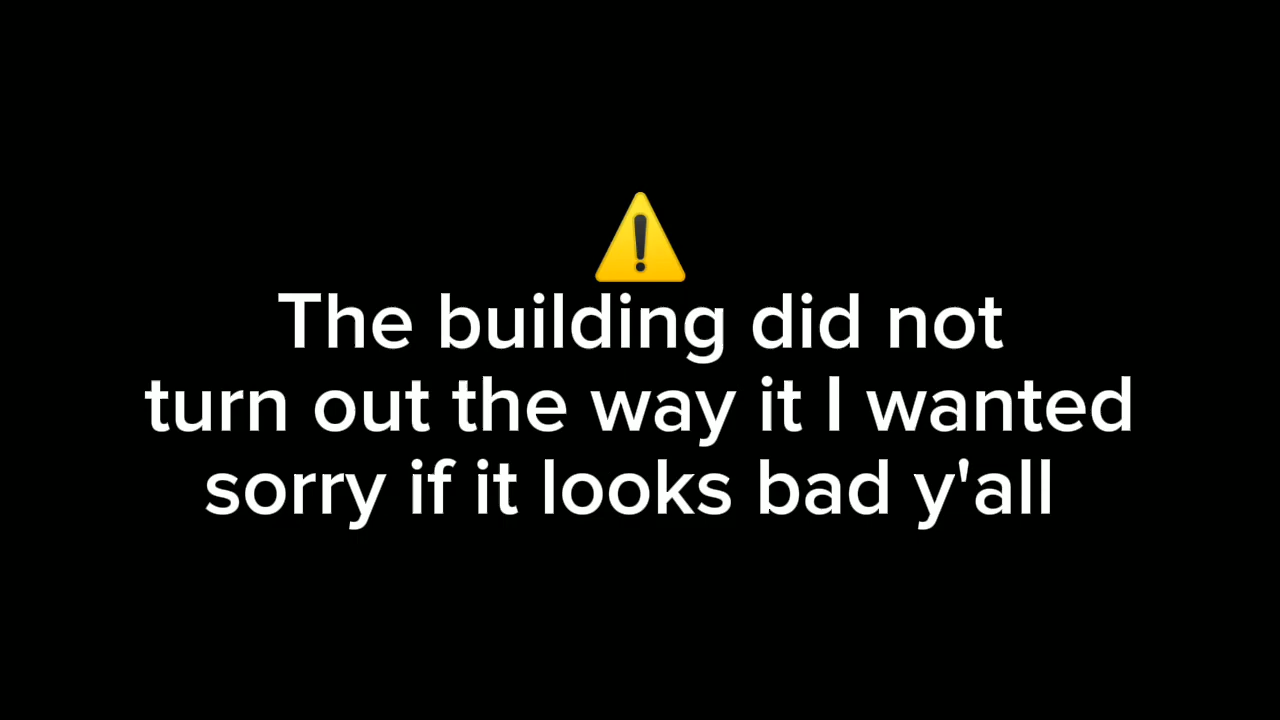 The building did not
turn out the way it I wanted
sorry if it looks bad y'all